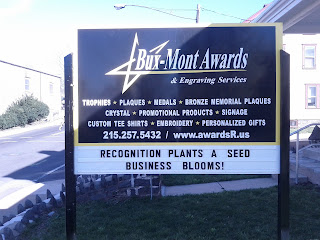 Bux-Mont Awards
& Engraving Services
TROPHIES ★ PLAQUES ★ MEDALS ★ BRONZE MEMORIAL PLAQUES
CRYSTAL ★ PROMOTIONAL PRODUCTS ★ SIGNAGE
CUSTOM TEE SHIRTS ★ EMBROIDERY ★ PERSONALIZED GIFTS
215.257.5432 / www.awardsR.us
RECOGNITION PLANTS A SEED
BUSINESS BLOOMS!